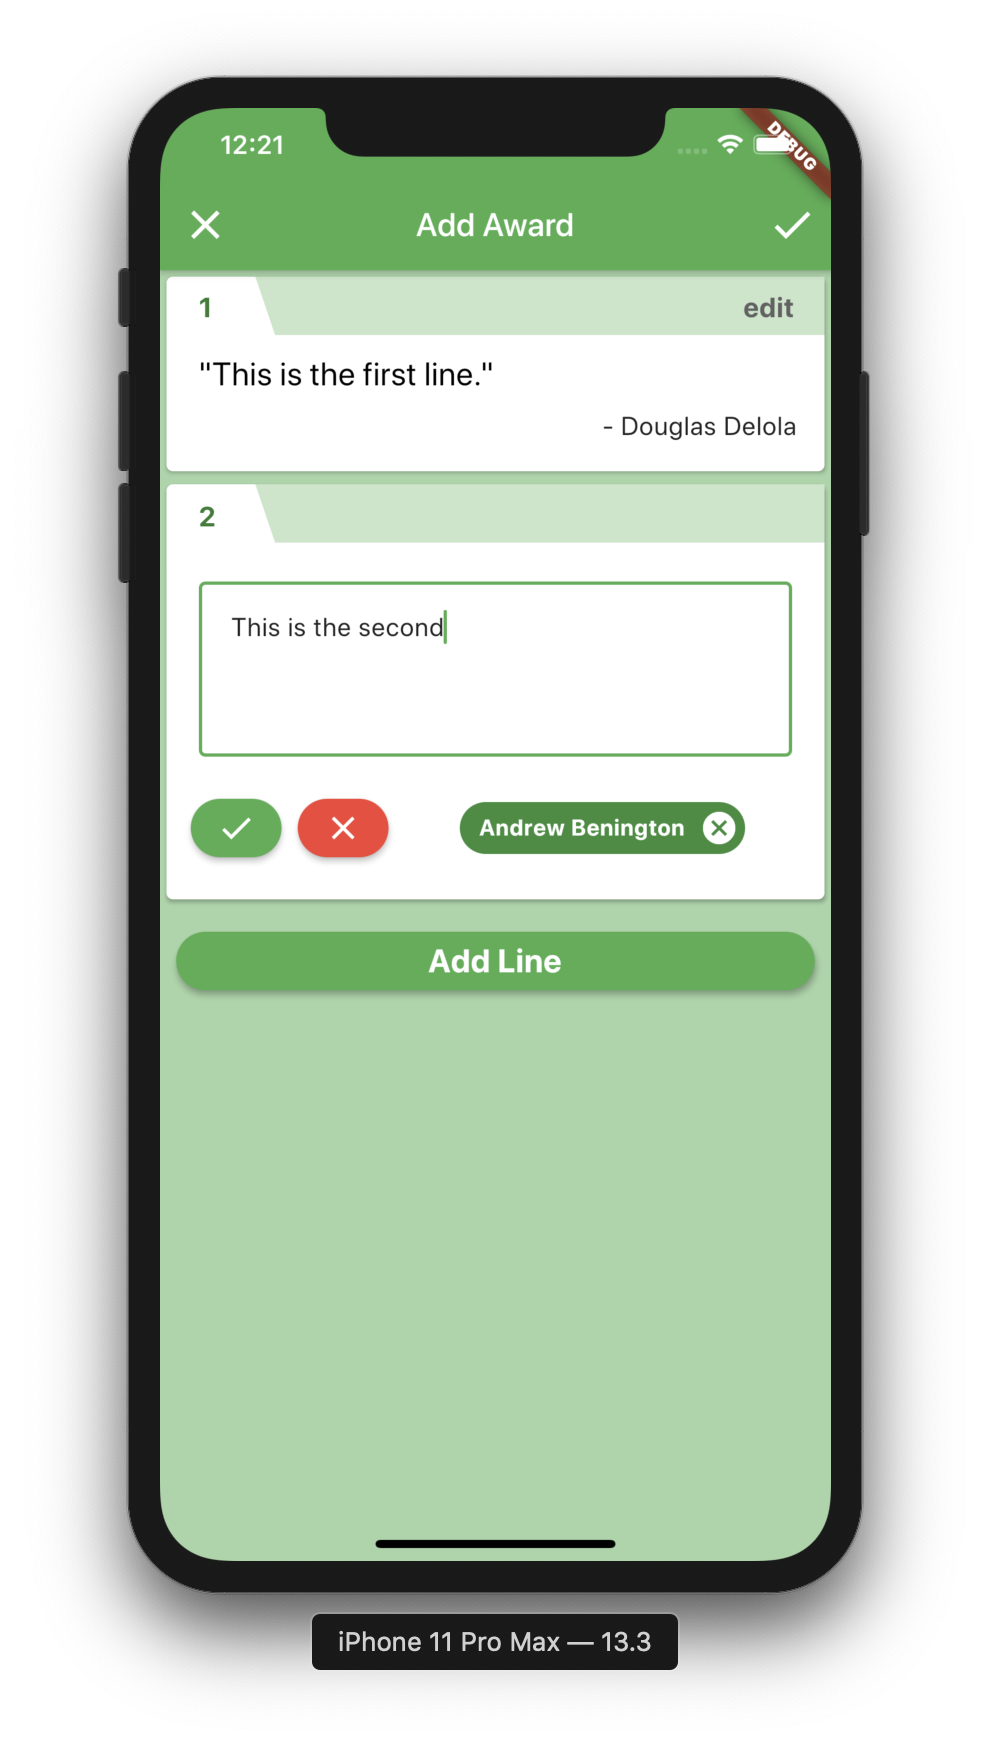 12:21
DEBUG
Add Award
1
edit
"This is the first line."
- Douglas Delola
2
This is the second
Andrew Benington
Add Line
iPhone 11 Pro Max — 13.3